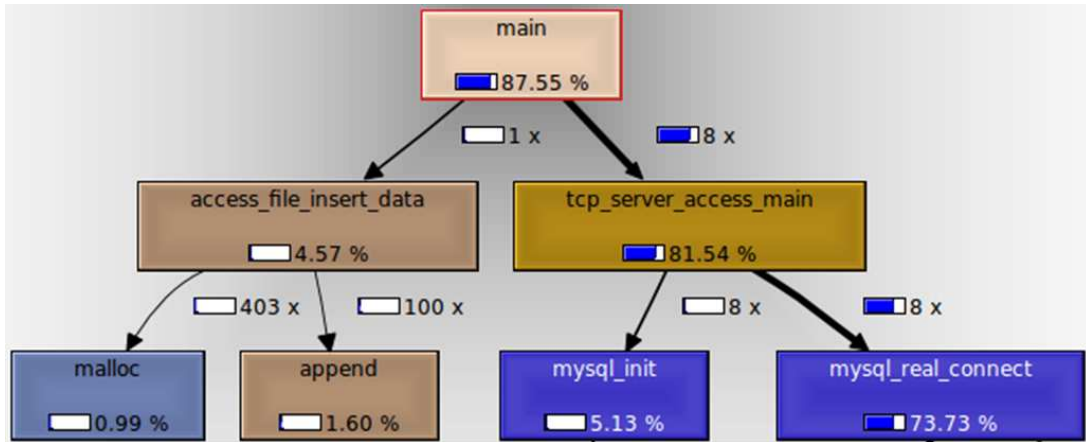 main
87.55 %
1 x
8 x
access_file_insert_data
4.57 %
tcp_server_access_main
81.54 %
403 x
100 x
8 x
8 x
malloc
0.99 %
append
1.60 %
mysql_init
5.13 %
mysql_real_connect
73.73 %